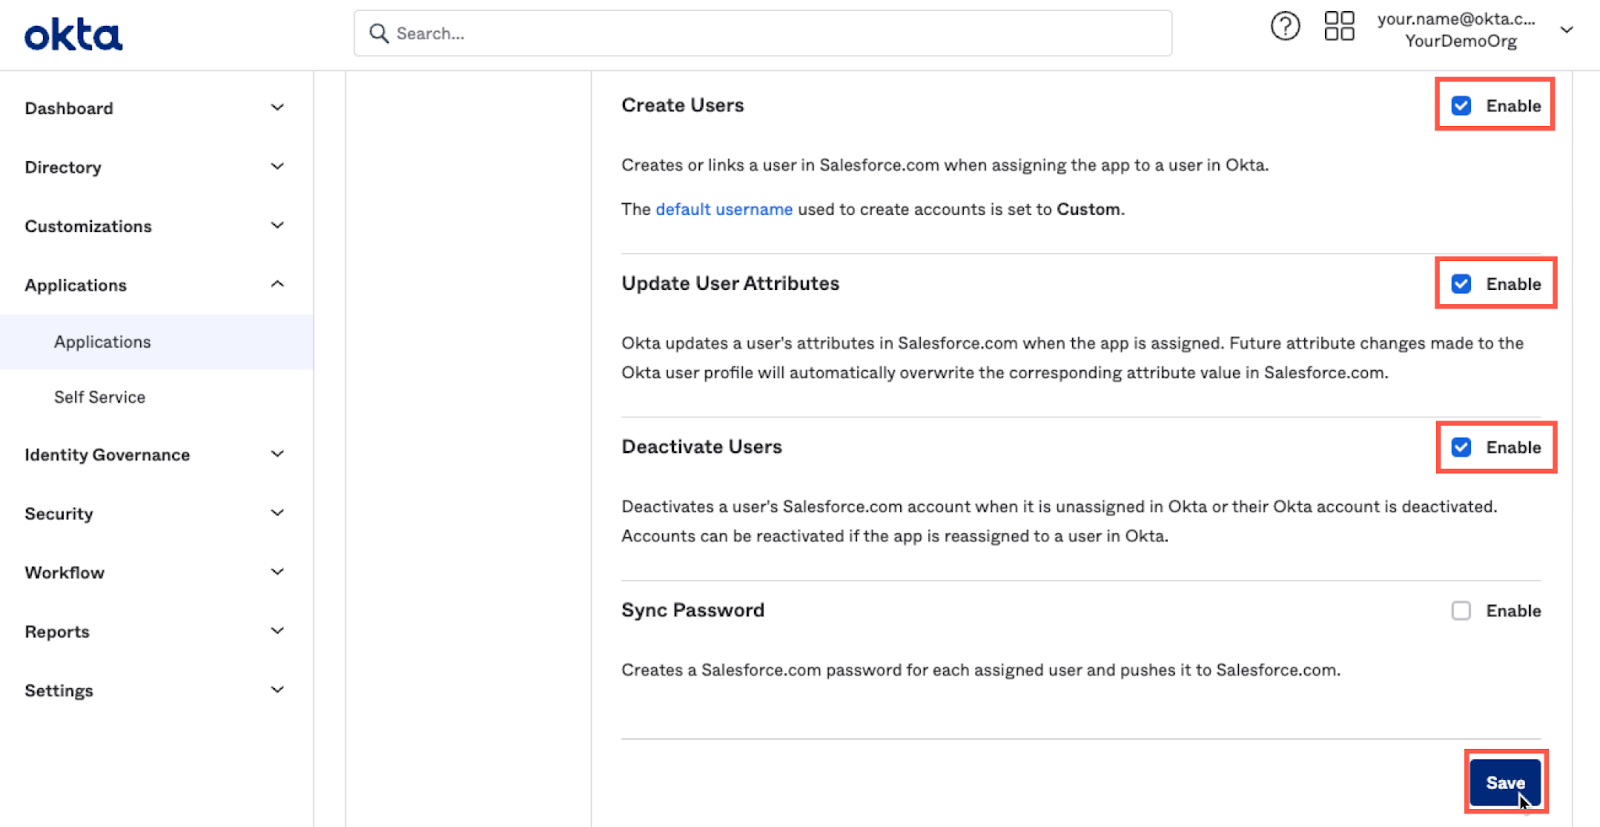 okta
Search...
your.name@okta.c...
YourDemoOrg
Dashboard
Directory
Customizations
Applications
Applications
Self Service
Identity Governance
Security
Workflow
Reports
Settings
Create Users
Enable
Creates or links a user in Salesforce.com when assigning the app to a user in Okta.
The default username used to create accounts is set to Custom.
Update User Attributes
Enable
Okta updates a user's attributes in Salesforce.com when the app is assigned. Future attribute changes made to the
Okta user profile will automatically overwrite the corresponding attribute value in Salesforce.com.
Deactivate Users
Enable
Deactivates a user's Salesforce.com account when it is unassigned in Okta or their Okta account is deactivated.
Accounts can be reactivated if the app is reassigned to a user in Okta.
Sync Password
Enable
Creates a Salesforce.com password for each assigned user and pushes it to Salesforce.com.
Save